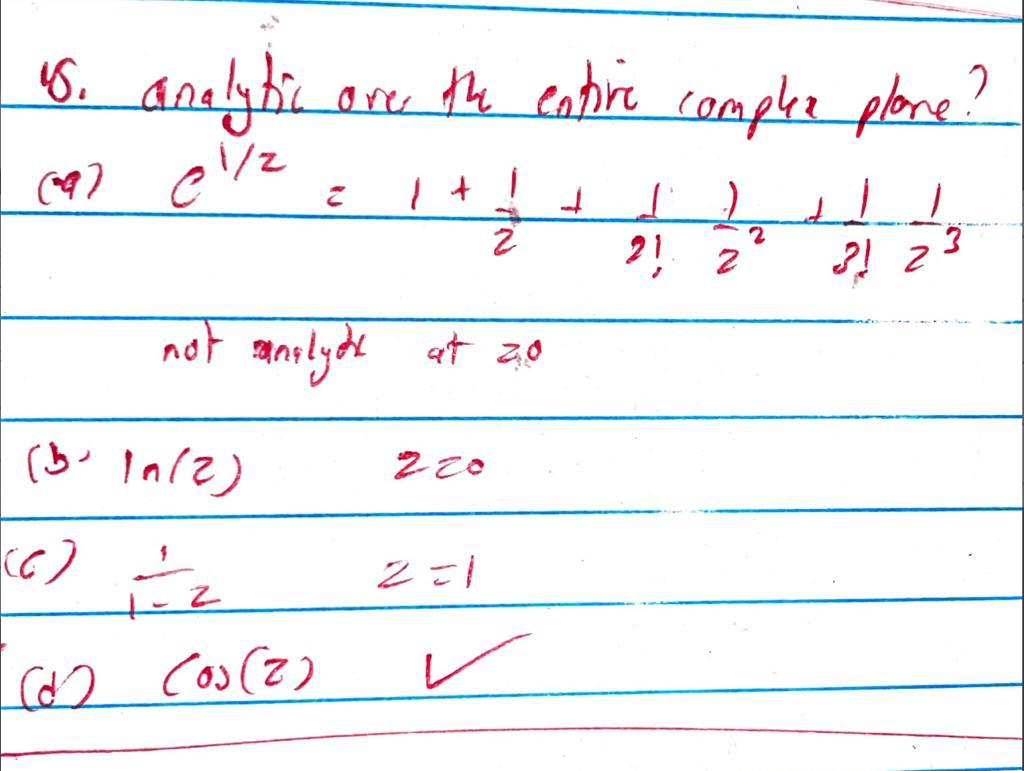 45. analytic over the entire complex plane?
(a) e^{1/z} = 1 + \frac{1}{z} + \frac{1}{2!} \frac{1}{z^2} + \frac{1}{3!} \frac{1}{z^3}
not analytic at z=0
(b) ln(z) z=0
(c) \frac{1}{1-z} z=1
(d) cos(z) ✓